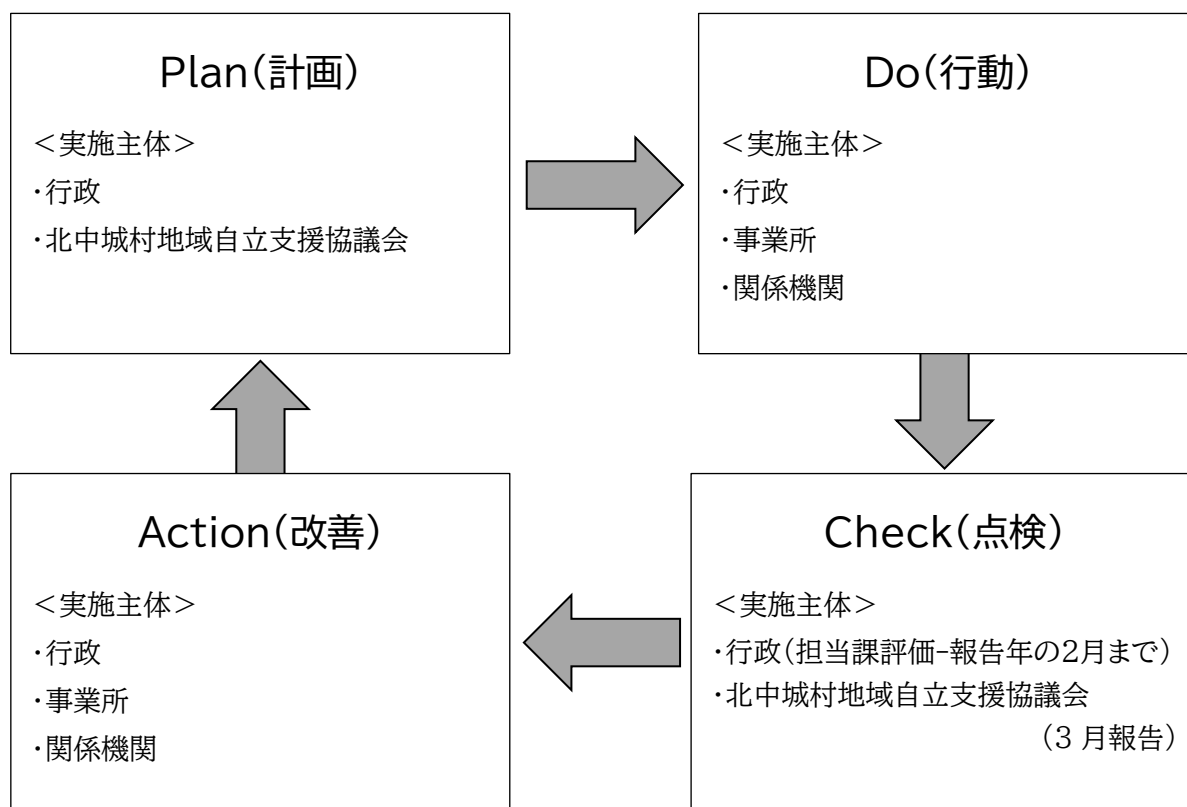 Plan(計画)
＜実施主体＞
・行政
・北中城村地域自立支援協議会
Do(行動)
＜実施主体＞
・行政
・事業所
・関係機関
Action(改善)
＜実施主体＞
・行政
・事業所
・関係機関
Check(点検)
＜実施主体＞
・行政(担当課評価-報告年の2月まで)
・北中城村地域自立支援協議会
(3 月報告)